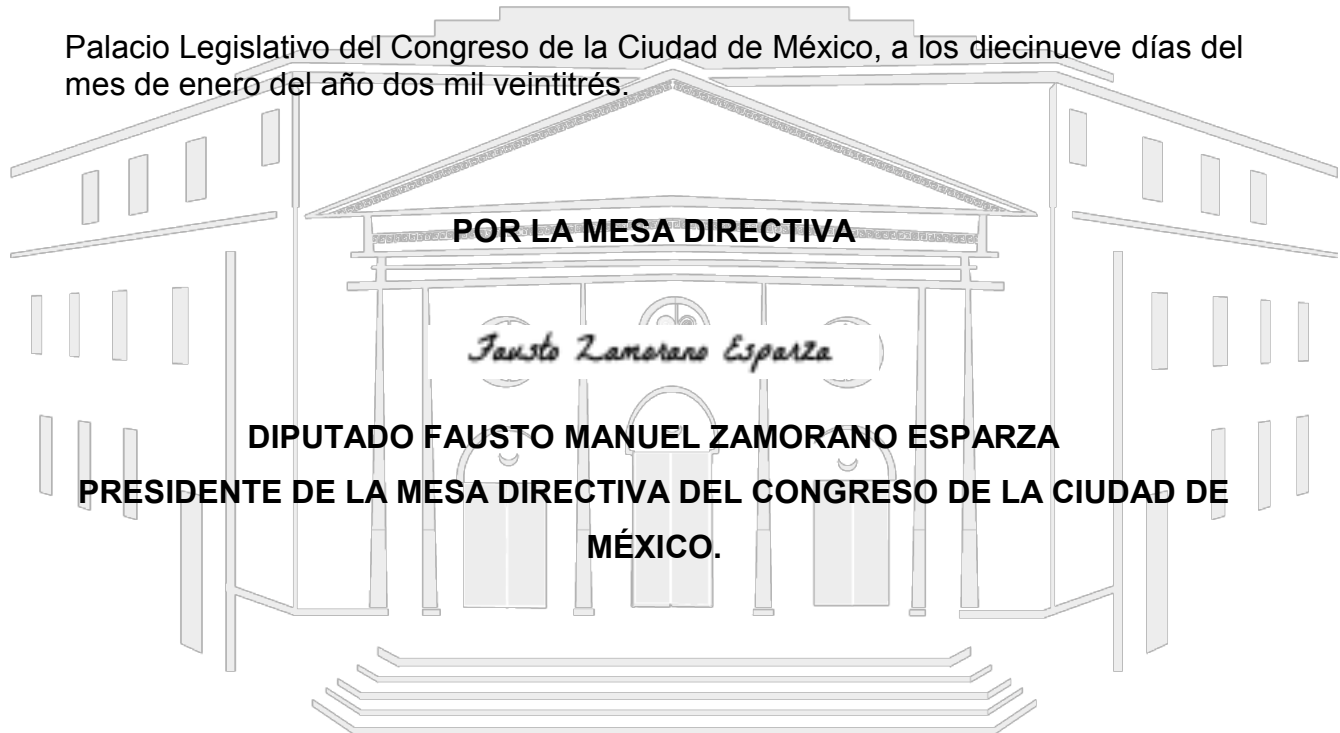 Palacio Legislativo del Congreso de la Ciudad de México, a los diecinueve días del
mes de enero del año dos mil veintitrés.
POR LA MESA DIRECTIVA
Fausto Zamorano Esparza
DIPUTADO FAUSTO MANUEL ZAMORANO ESPARZA
PRESIDENTE DE LA MESA DIRECTIVA DEL CONGRESO DE LA CIUDAD DE
MÉXICO.